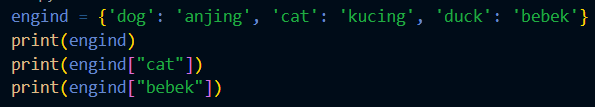 engind = {'dog': 'anjing', 'cat': 'kucing', 'duck': 'bebek'}
print(engind)
print(engind["cat"])
print(engind["bebek"])